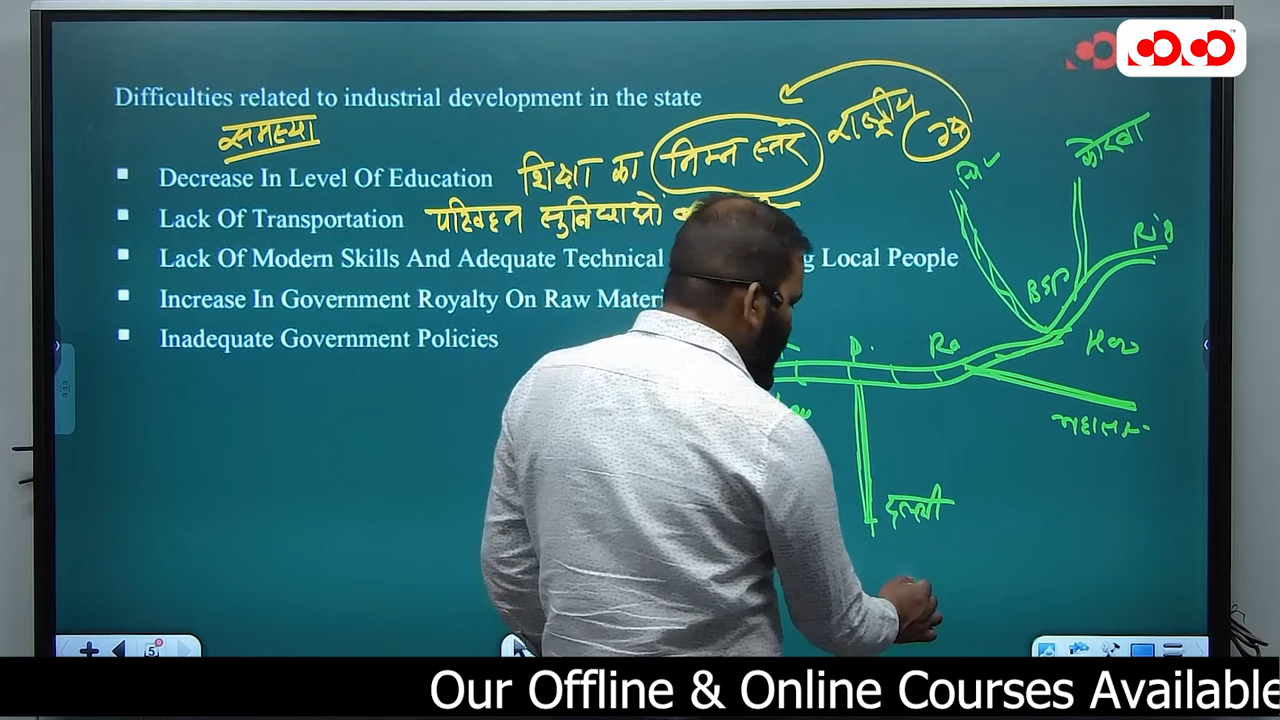 Difficulties related to industrial development in the state
समस्या
Decrease In Level Of Education शिक्षा का निम्न स्तर राष्ट्रीय
Lack Of Transportation परिवहन सुविधाओं
Lack Of Modern Skills And Adequate Technical Local People
Increase In Government Royalty On Raw
Inadequate Government Policies
कोरबा
BSP
D.
Ra
दल्ली
5
Our Offline & Online Courses Available